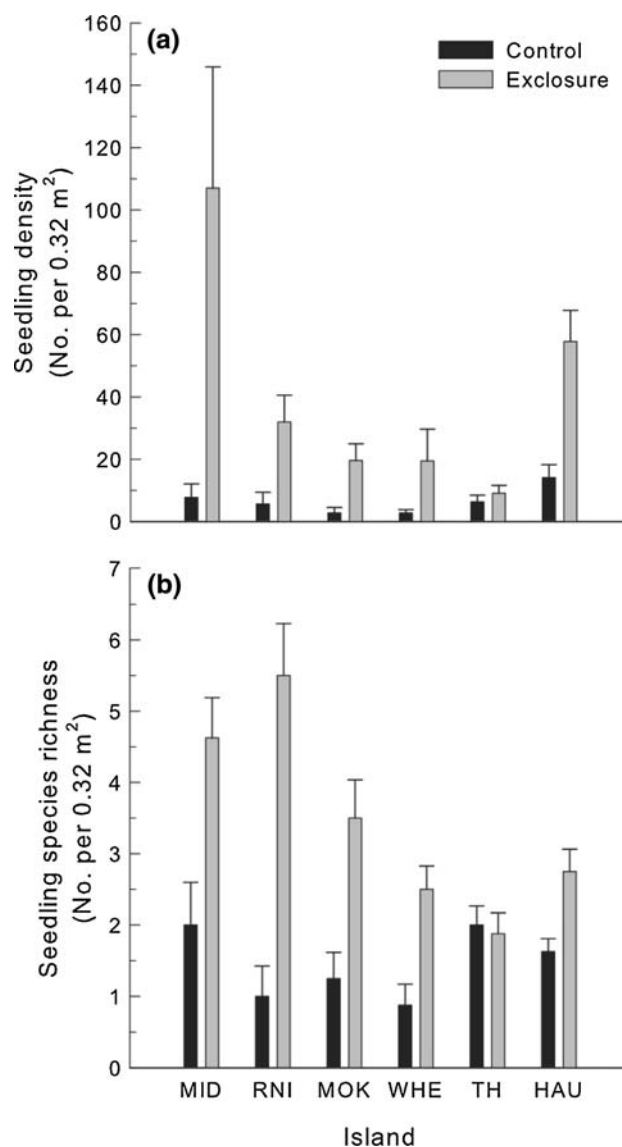 (a)
Control
Exclosure
Seedling density
(No. per 0.32 m²)
160
140
120
100
80
60
40
20
0
(b)
Seedling species richness
(No. per 0.32 m²)
7
6
5
4
3
2
1
0
MID RNI MOK WHE TH HAU
Island